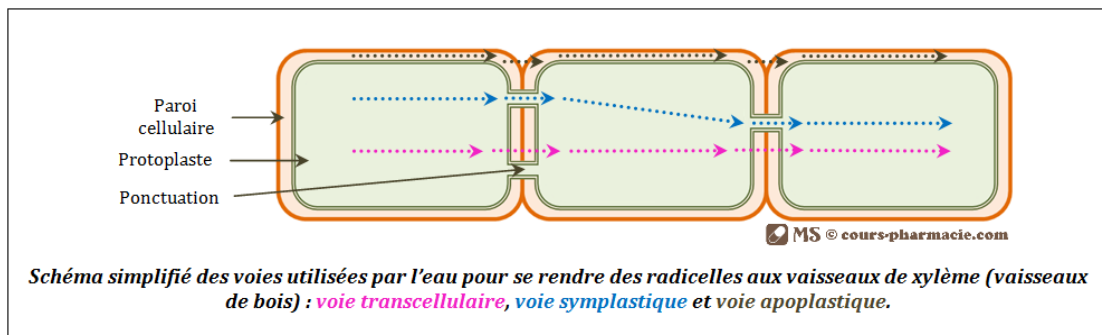 Paroi
cellulaire
Protoplaste
Ponctuation
MS © cours-pharmacie.com
Schéma simplifié des voies utilisées par l'eau pour se rendre des radicelles aux vaisseaux de xylème (vaisseaux
de bois) : voie transcellulaire, voie symplastique et voie apoplastique.